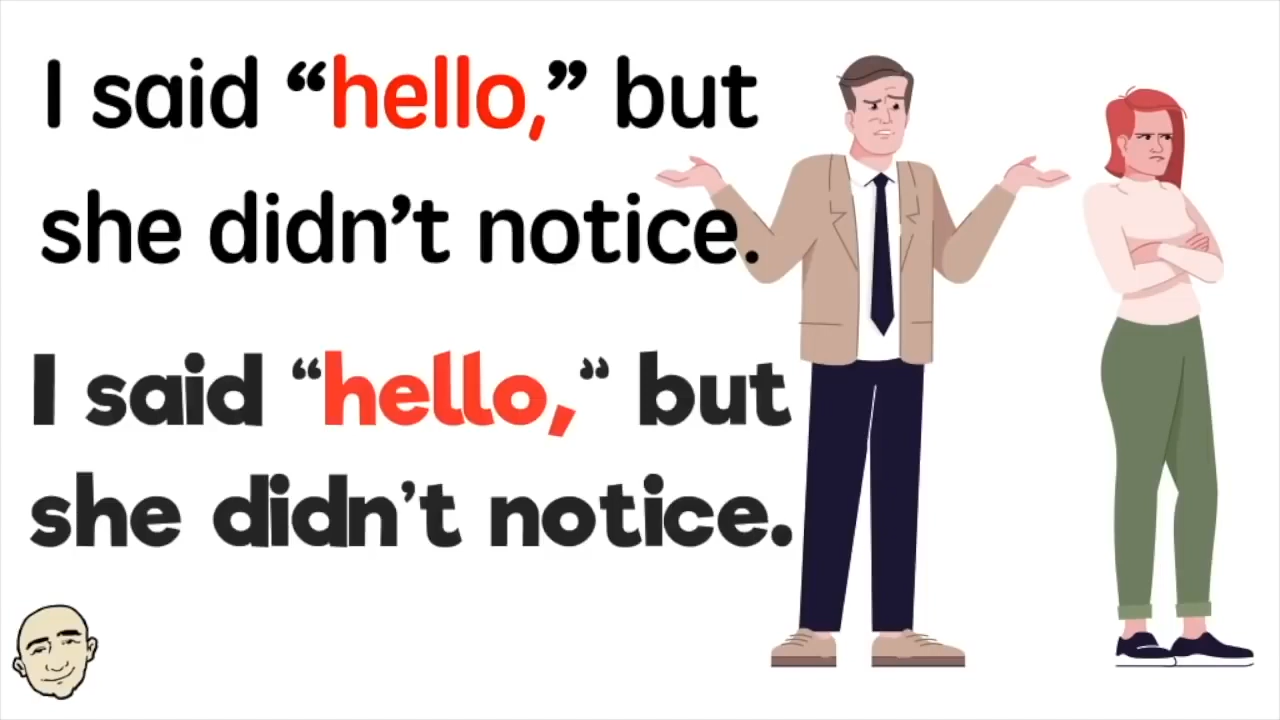 I said “hello,” but
she didn’t notice.
I said “hello,“ but
she didn’t notice.